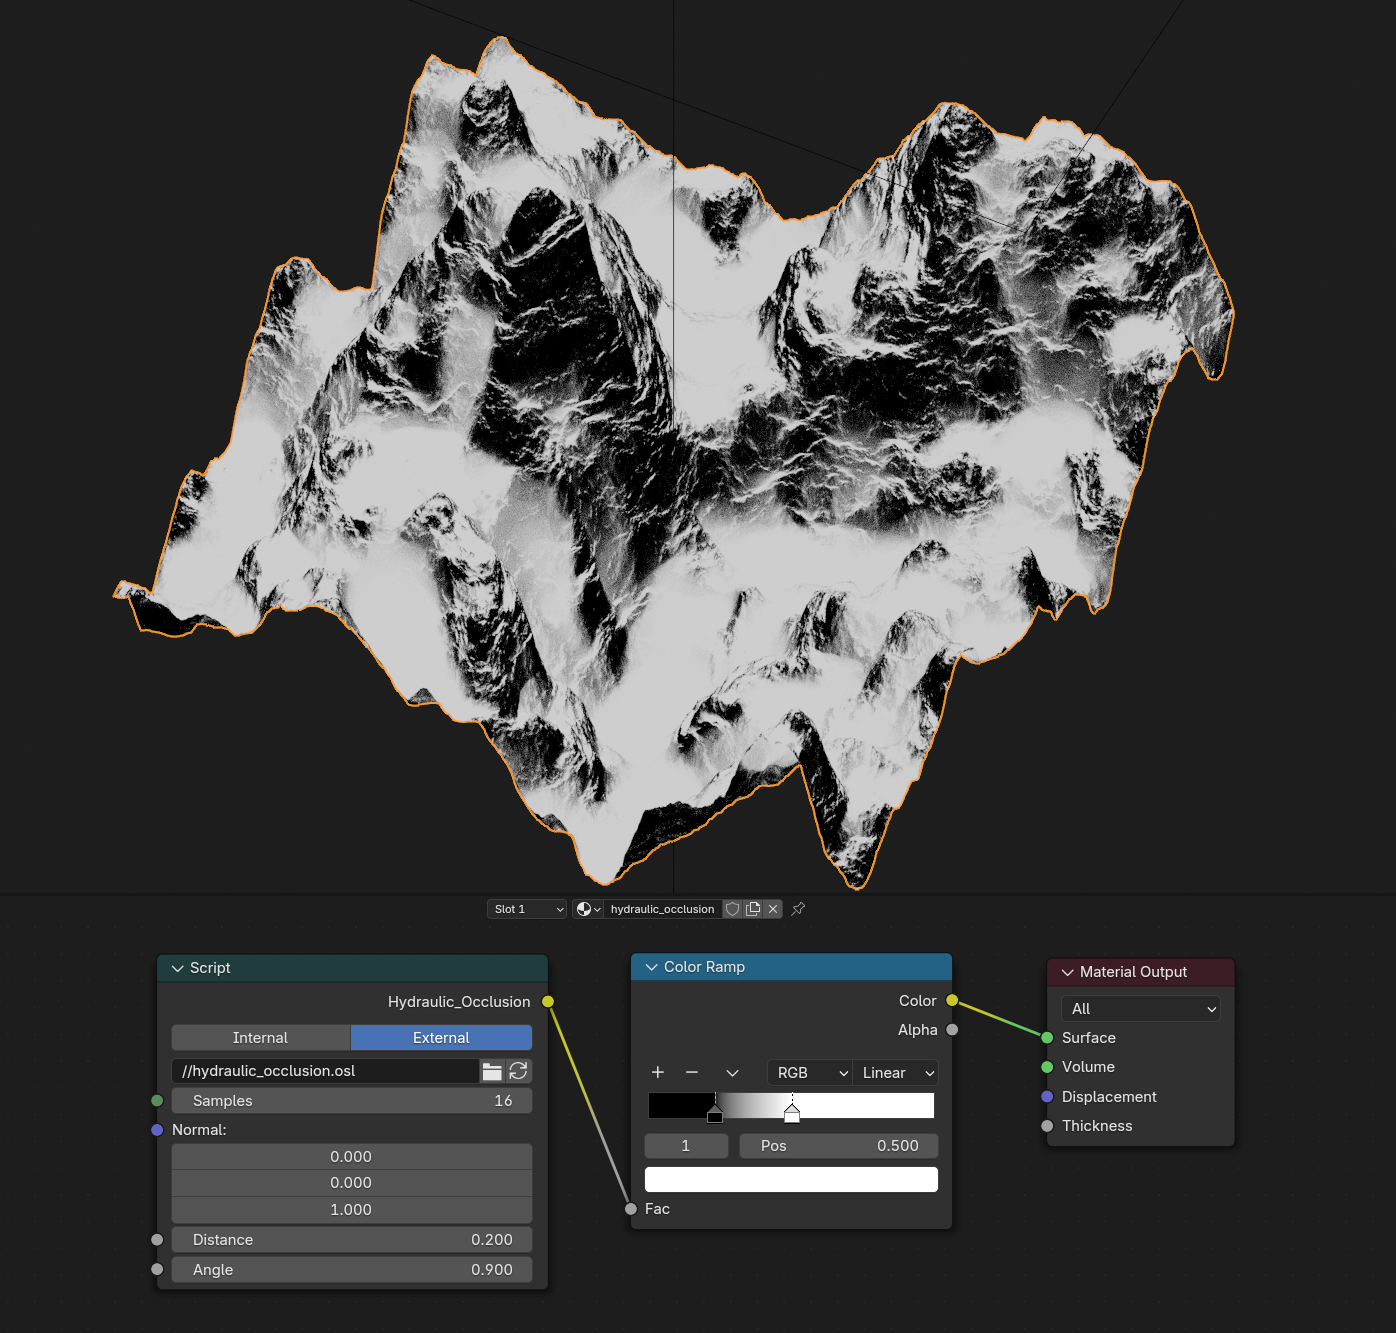 Slot 1
hydraulic_occlusion
Script
Hydraulic_Occlusion
Internal
External
//hydraulic_occlusion.osl
Samples 16
Normal:
0.000
0.000
1.000
Distance 0.200
Angle 0.900
Color Ramp
Color
Alpha
RGB
Linear
1
Pos 0.500
Fac
Material Output
All
Surface
Volume
Displacement
Thickness